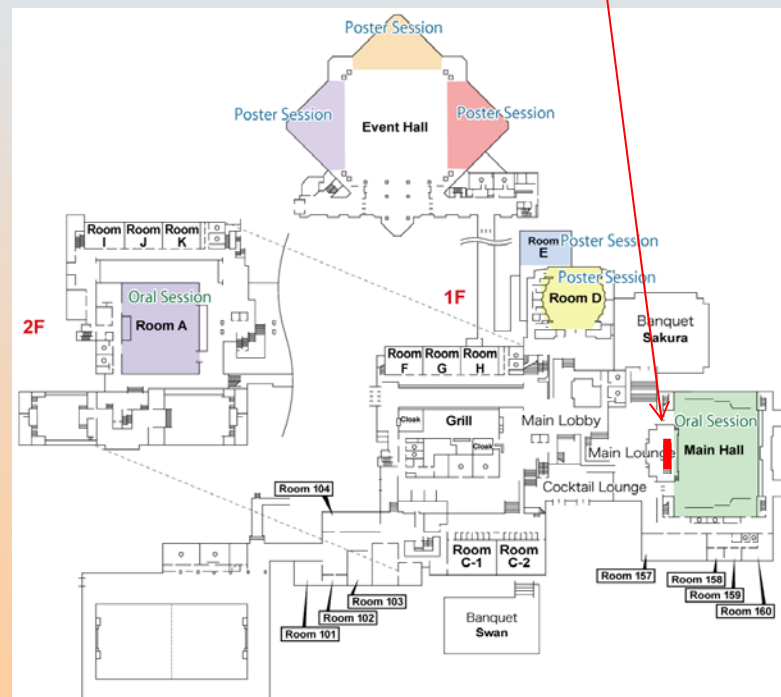 Poster Session
Poster Session
Poster Session
Event Hall
Room
I
Room
J
Room
K
Oral Session
Room A
2F
1F
Room
E
Poster Session
Poster Session
Room D
Banquet
Sakura
Room
F
Room
G
Room
H
Cloak
Grill
Cloak
Main Lobby
Main Lounge
Cocktail Lounge
Oral Session
Main Hall
Room 104
Room
C-1
Room
C-2
Room 157
Room 158
Room 159
Room 160
Room 103
Room 102
Room 101
Banquet
Swan